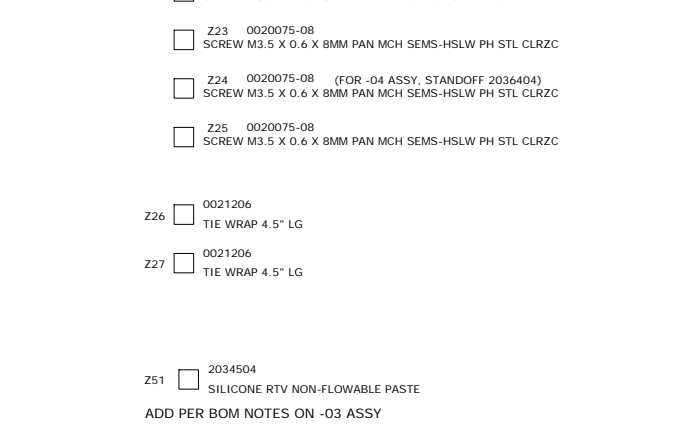 Z23 0020075-08
SCREW M3.5 X 0.6 X 8MM PAN MCH SEMS-HSLW PH STL CLRZC
Z24 0020075-08 (FOR -04 ASSY, STANDOFF 2036404)
SCREW M3.5 X 0.6 X 8MM PAN MCH SEMS-HSLW PH STL CLRZC
Z25 0020075-08
SCREW M3.5 X 0.6 X 8MM PAN MCH SEMS-HSLW PH STL CLRZC
0021206
Z26
TIE WRAP 4.5" LG
0021206
Z27
TIE WRAP 4.5" LG
2034504
Z51
SILICONE RTV NON-FLOWABLE PASTE
ADD PER BOM NOTES ON -03 ASSY